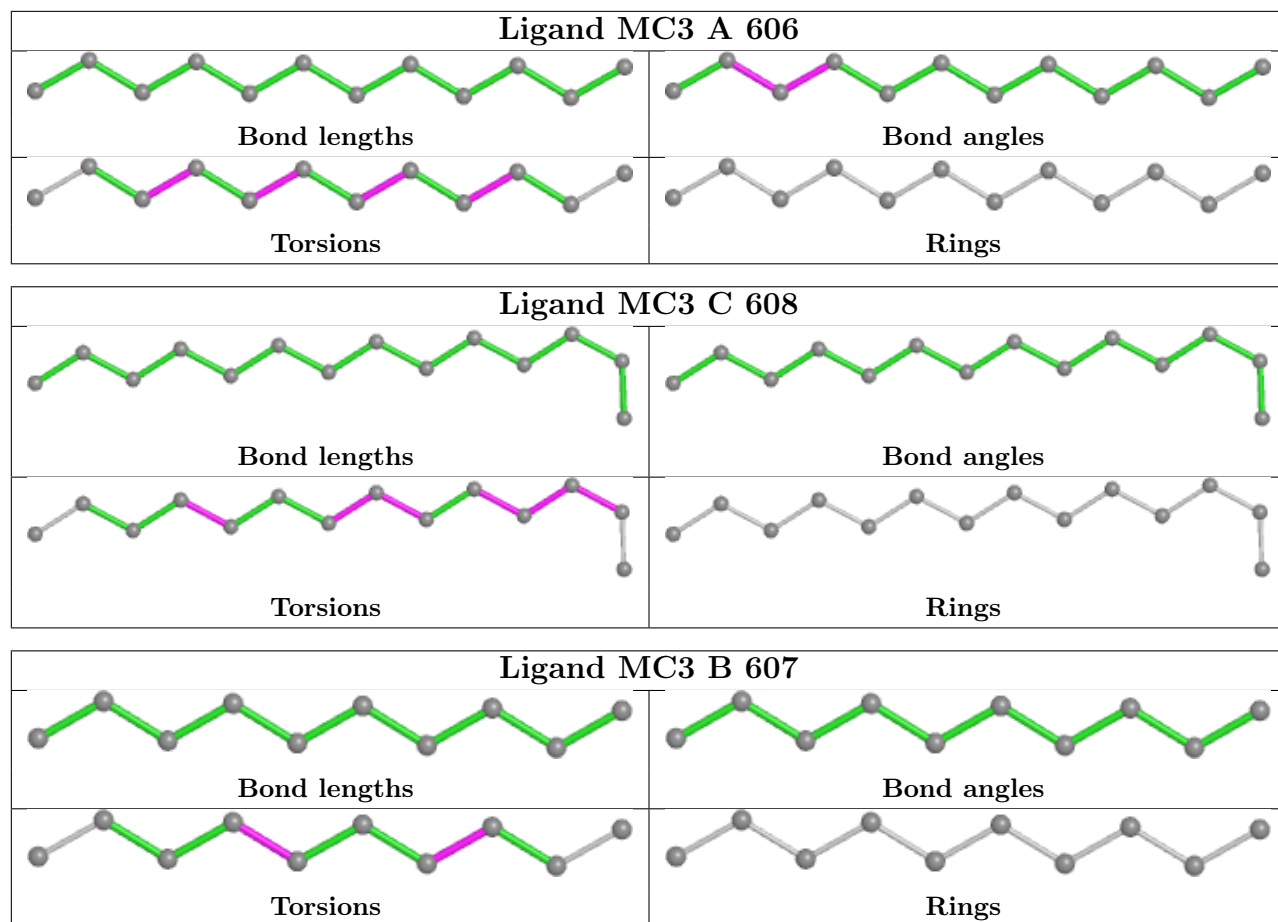 Ligand MC3 A 606
Bond lengths Bond angles
Torsions Rings
Ligand MC3 C 608
Bond lengths Bond angles
Torsions Rings
Ligand MC3 B 607
Bond lengths Bond angles
Torsions Rings